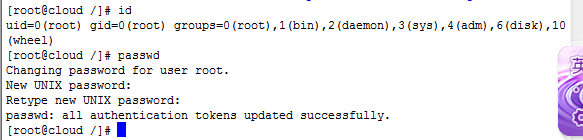 [root@cloud /]# id
uid=0(root) gid=0(root) groups=0(root),1(bin),2(daemon),3(sys),4(adm),6(disk),10
(wheel)
[root@cloud /]# passwd
Changing password for user root.
New UNIX password:
Retype new UNIX password:
passwd: all authentication tokens updated successfully.
[root@cloud /]#
英